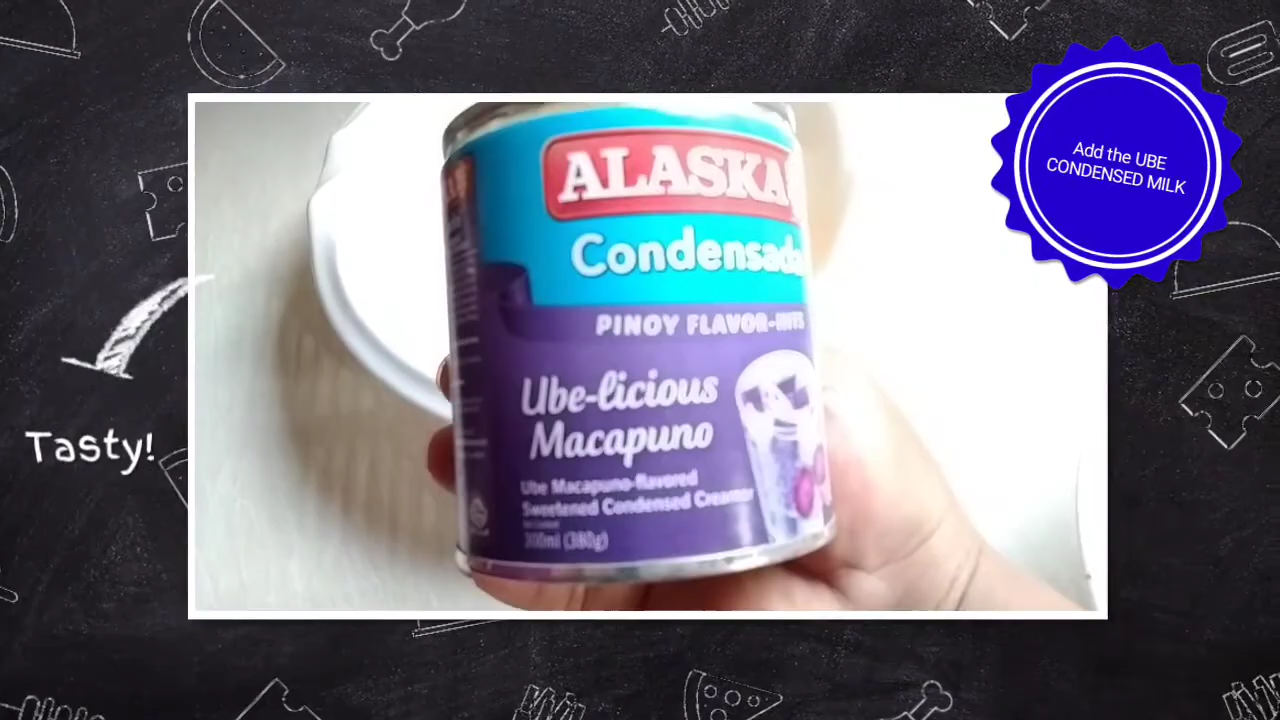 Add the UBE
CONDENSED MILK
ALASKA
Condensada
PINOY FLAVOR-HITS
Ube-licious
Macapuno
Ube Macapuno-flavored
Sweetened Condensed Creamer
300ml (380g)
Tasty!